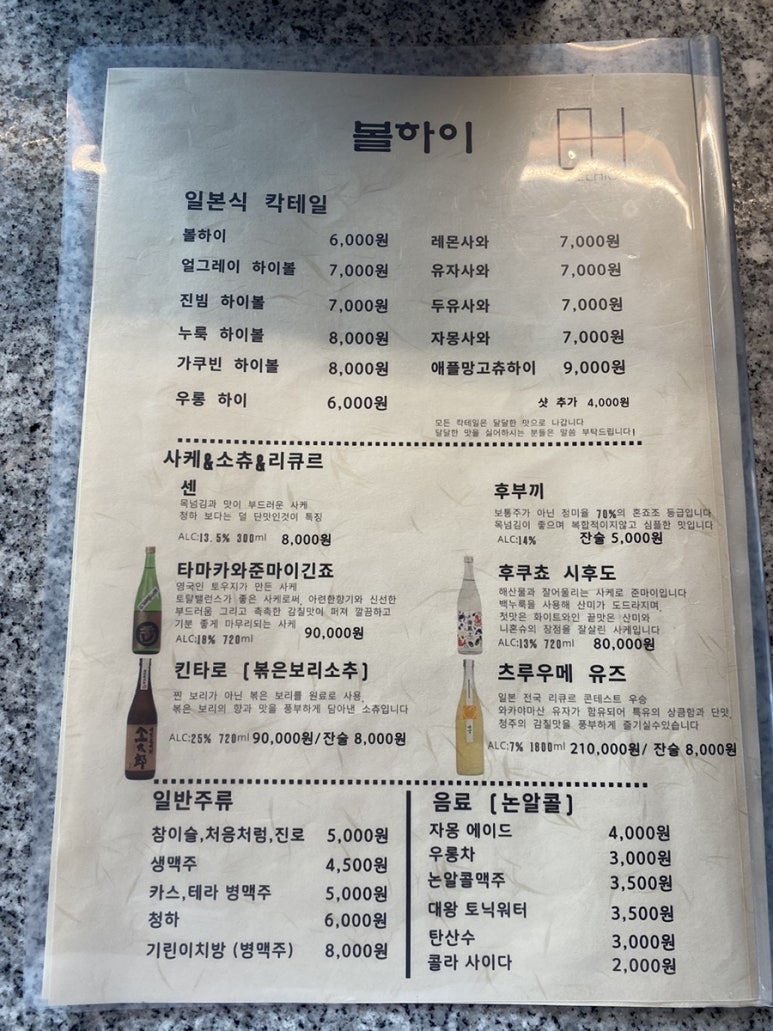 볼하이
일본식 칵테일
볼하이 6,000원
얼그레이 하이볼 7,000원
진빔 하이볼 7,000원
누룩 하이볼 8,000원
가쿠빈 하이볼 8,000원
우롱 하이 6,000원
레몬사와 7,000원
유자사와 7,000원
두유사와 7,000원
자몽사와 7,000원
애플망고츄하이 9,000원
샷 추가 4,000원
모든 칵테일은 달달한 맛으로 나갑니다
달달한 맛을 싫어하시는 분들은 말씀 부탁드립니다!
사케&소츄&리큐르
센
목넘김과 맛이 부드러운 사케
청하 보다는 덜 단맛인것이 특징
ALC:13.5% 300ml 8,000원
후부끼
보통주가 아닌 정미율 70%의 혼죠조 등급입니다
목넘김이 좋으며 복합적이지않고 심플한 맛입니다
ALC:14% 잔술 5,000원
타마카와준마이긴죠
영국인 토우지가 만든 사케
토탈밸런스가 좋은 사케로써, 아련한향기와 신선한
부드러움 그리고 촉촉한 감칠맛이 퍼져 깔끔하고
기분 좋게 마무리되는 사케
ALC:18% 720ml 90,000원
후쿠쵸 시후도
해산물과 잘어울리는 사케로 준마이입니다
백누룩을 사용해 산미가 도드라지며,
첫맛은 화이트와인 끝맛은 산미와
니혼슈의 장점을 잘살린 사케입니다
ALC:13% 720ml 80,000원
킨타로 (볶은보리소추)
찐 보리가 아닌 볶은 보리를 원료로 사용,
볶은 보리의 향과 맛을 풍부하게 담아낸 소츄입니다
ALC:25% 720ml 90,000원/잔술 8,000원
츠루우메 유즈
일본 전국 리큐르 콘테스트 우승
와카야마산 유자가 함유되어 특유의 상큼함과 단맛,
청주의 감칠맛을 풍부하게 즐기실수있습니다
ALC:7% 1800ml 210,000원/ 잔술 8,000원
일반주류
참이슬,처음처럼,진로 5,000원
생맥주 4,500원
카스,테라 병맥주 5,000원
청하 6,000원
기린이치방 (병맥주) 8,000원
음료 (논알콜)
자몽 에이드 4,000원
우롱차 3,000원
논알콜맥주 3,500원
대왕 토닉워터 3,500원
탄산수 3,000원
콜라 사이다 2,000원